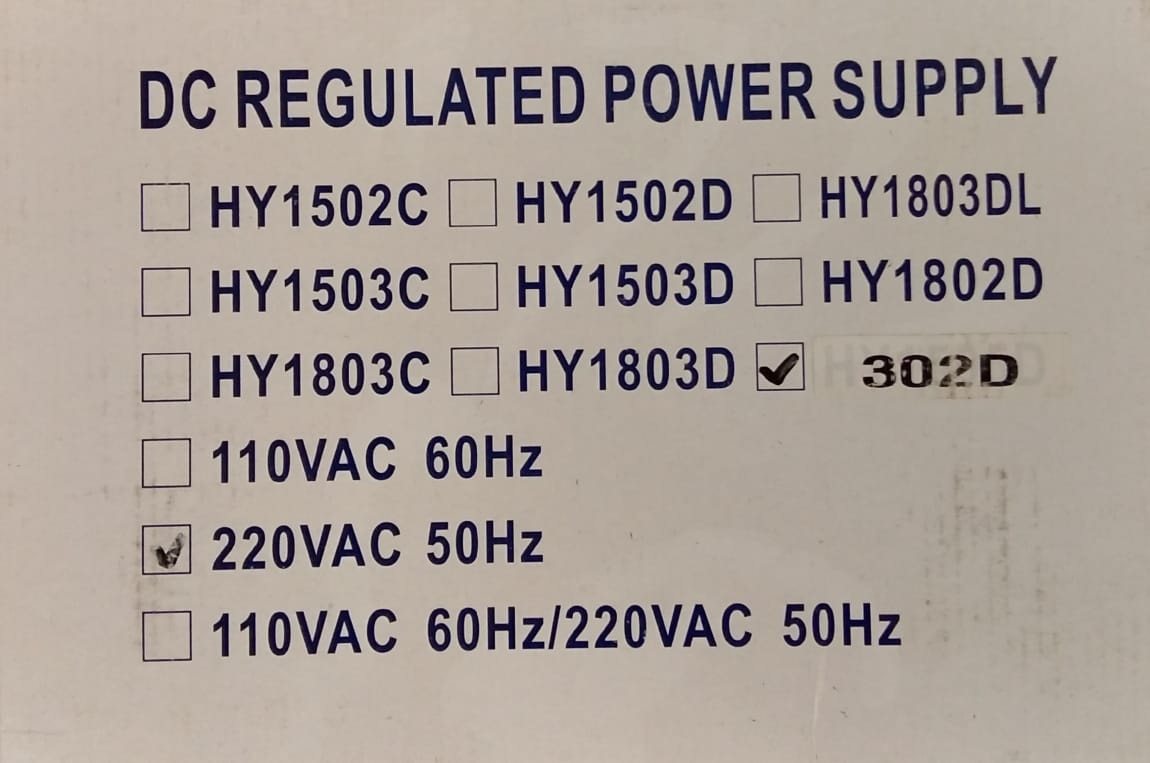 DC REGULATED POWER SUPPLY
HY1502C HY1502D HY1803DL
HY1503C HY1503D HY1802D
HY1803C HY1803D 302D
110VAC 60Hz
220VAC 50Hz
110VAC 60Hz/220VAC 50Hz